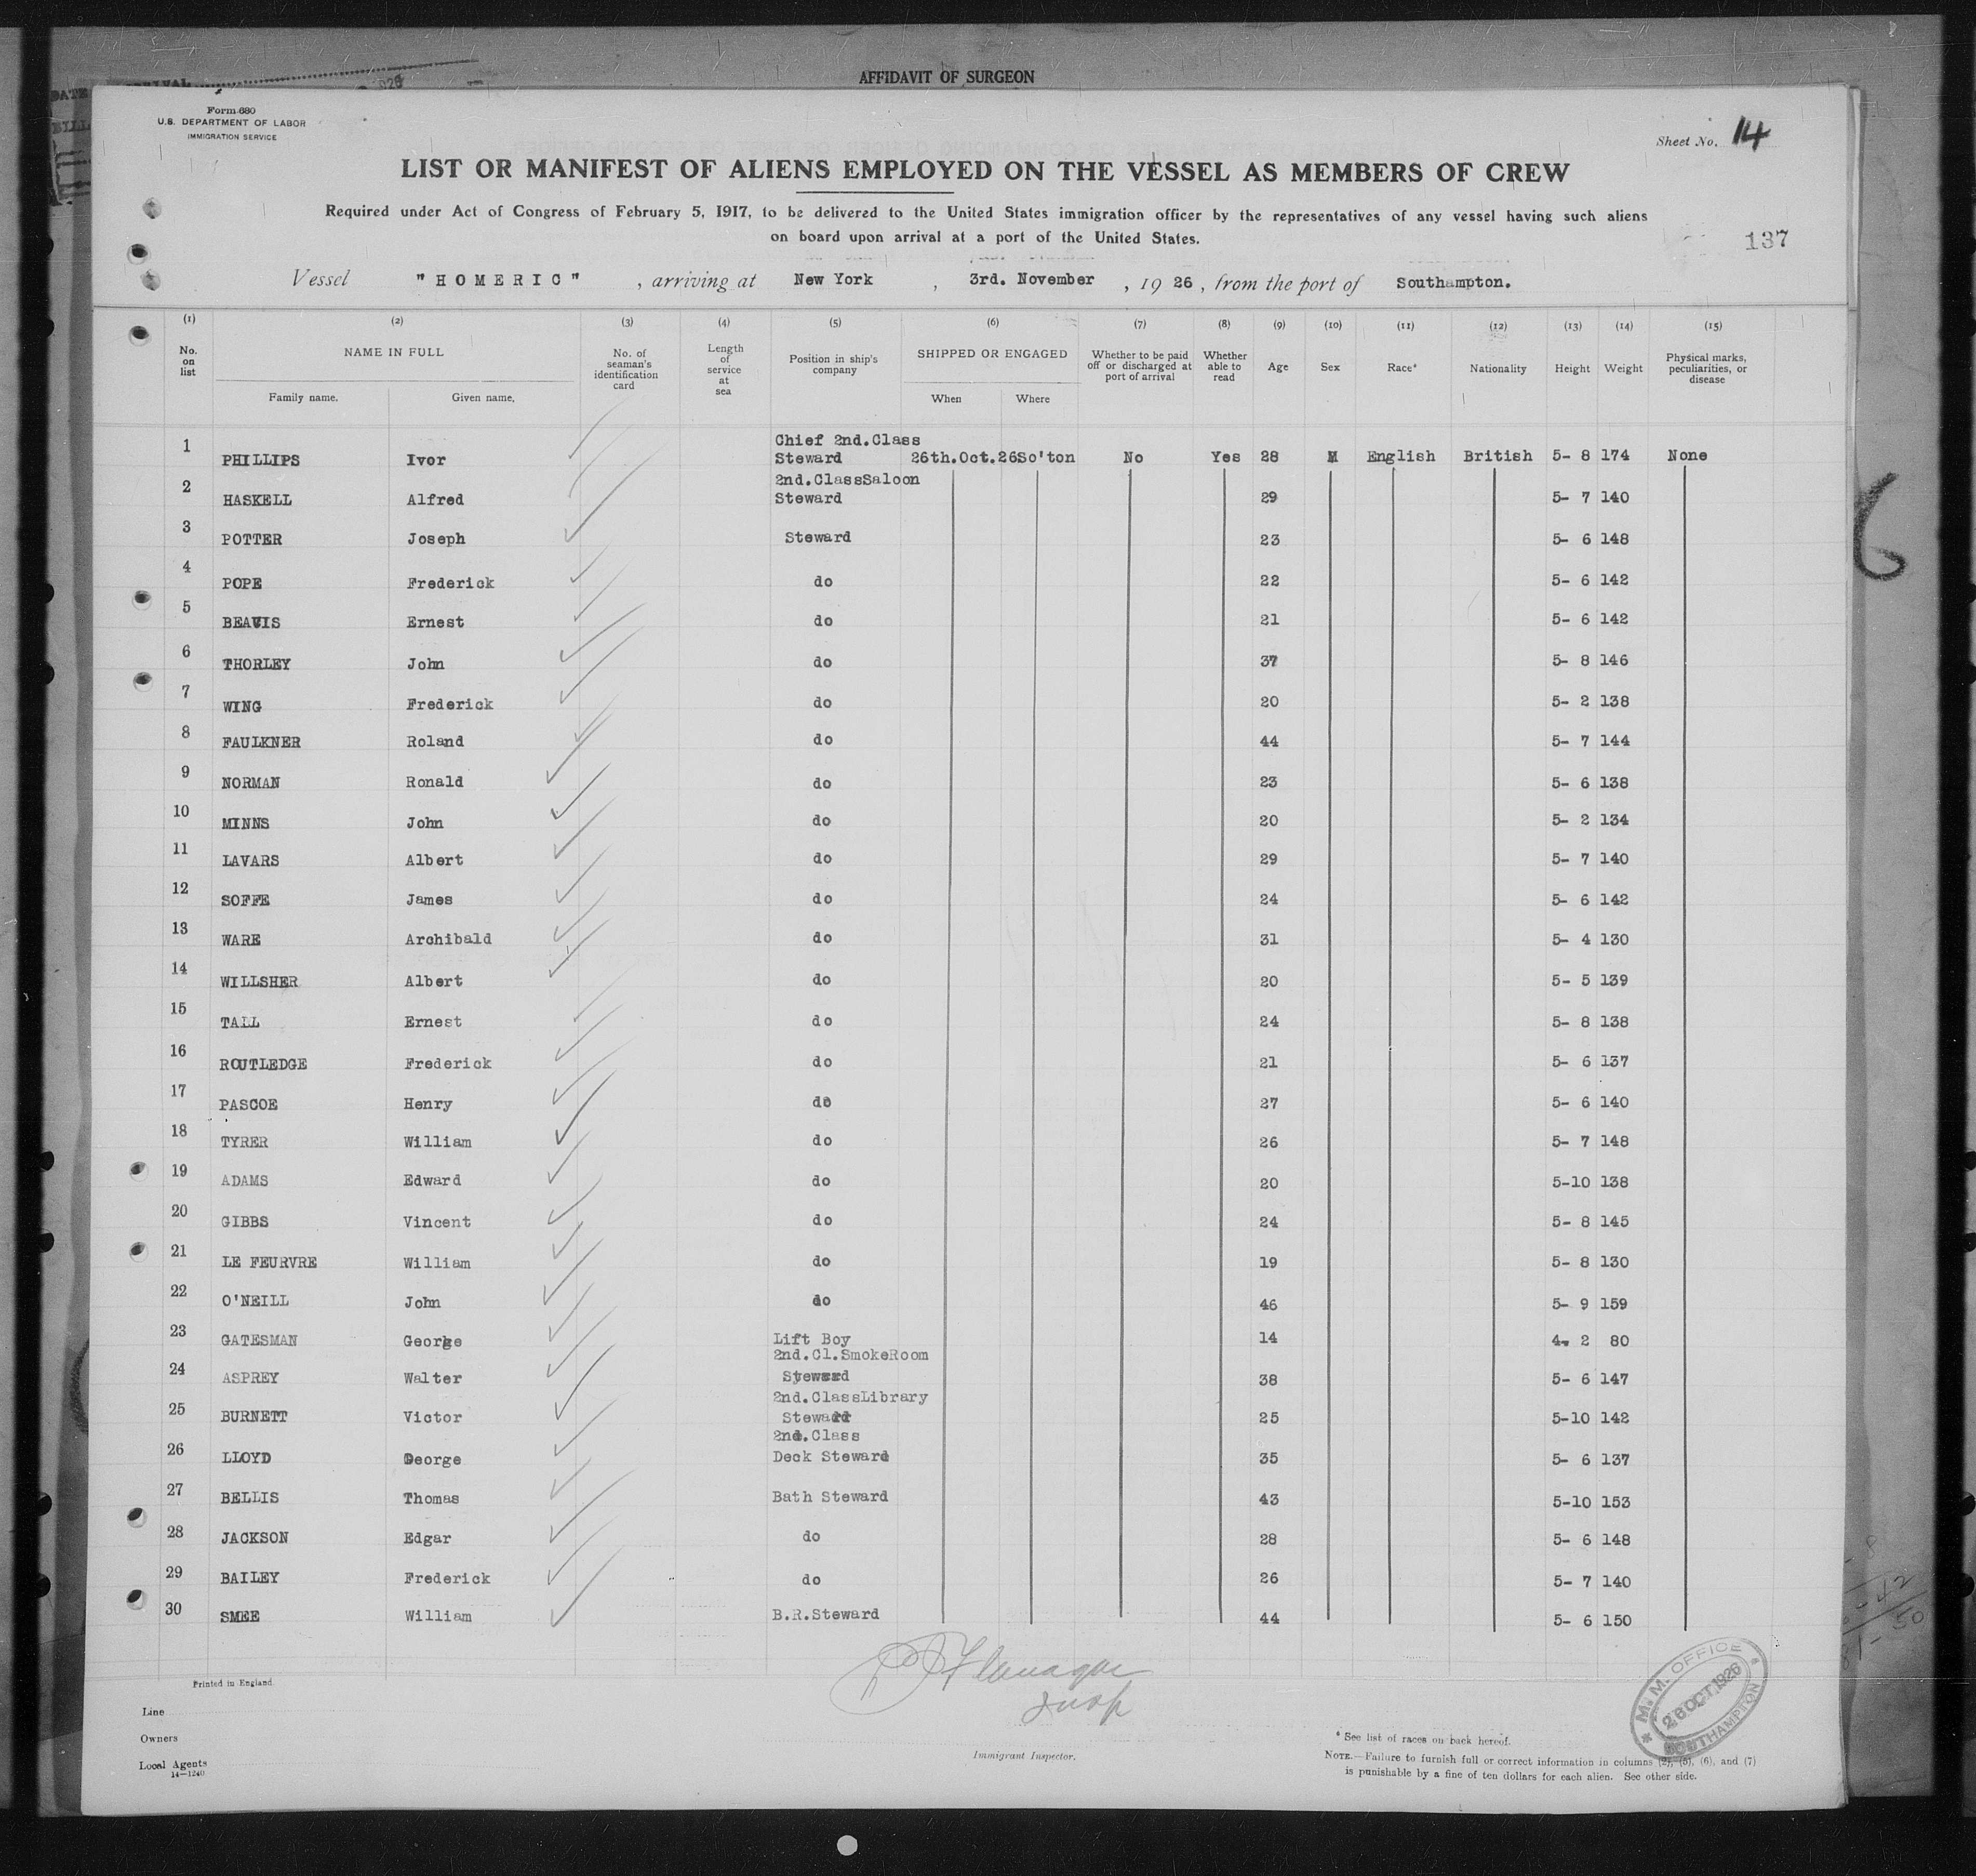 AFFIDAVIT OF SURGEON
Form 680
U.S. DEPARTMENT OF LABOR
IMMIGRATION SERVICE
Sheet No. 14
LIST OR MANIFEST OF ALIENS EMPLOYED ON THE VESSEL AS MEMBERS OF CREW
Required under Act of Congress of February 5, 1917, to be delivered to the United States immigration officer by the representatives of any vessel having such aliens
on board upon arrival at a port of the United States.
137
Vessel "HOMERIC", arriving at New York, 3rd. November, 19 26, from the port of Southampton.
(1) (2) (3) (4) (5) (6) (7) (8) (9) (10) (11) (12) (13) (14) (15)
No. on list NAME IN FULL Family name. Given name. No. of seaman's identification card Length of service at sea Position in ship's company SHIPPED OR ENGAGED When Where Whether to be paid off or discharged at port of arrival Whether able to read Age Sex Race* Nationality Height Weight Physical marks, peculiarities, or disease
1 PHILLIPS Ivor Chief 2nd.Class Steward 26th.Oct.26 So'ton No Yes 28 M English British 5- 8 174 None
2 HASKELL Alfred 2nd.ClassSaloon Steward 29 5- 7 140
3 POTTER Joseph Steward 23 5- 6 148
4 POPE Frederick do 22 5- 6 142
5 BEAVIS Ernest do 21 5- 6 142
6 THORLEY John do 37 5- 8 146
7 WING Frederick do 20 5- 2 138
8 FAULKNER Roland do 44 5- 7 144
9 NORMAN Ronald do 23 5- 6 138
10 MINNS John do 20 5- 2 134
11 LAVARS Albert do 29 5- 7 140
12 SOFFE James do 24 5- 6 142
13 WARE Archibald do 31 5- 4 130
14 WILLSHER Albert do 20 5- 5 139
15 TALL Ernest do 24 5- 8 138
16 ROUTLEDGE Frederick do 21 5- 6 137
17 PASCOE Henry do 27 5- 6 140
18 TYRER William do 26 5- 7 148
19 ADAMS Edward do 20 5-10 138
20 GIBBS Vincent do 24 5- 8 145
21 LE FEURVRE William do 19 5- 8 130
22 O'NEILL John do 46 5- 9 159
23 GATESMAN George Lift Boy 14 4- 2 80
24 ASPREY Walter 2nd.Cl.SmokeRoom Steward 38 5- 6 147
25 BURNETT Victor 2nd.ClassLibrary Steward 25 5-10 142
26 LLOYD George 2nd.Class Deck Steward 35 5- 6 137
27 BELLIS Thomas Bath Steward 43 5-10 153
28 JACKSON Edgar do 28 5- 6 148
29 BAILEY Frederick do 26 5- 7 140
30 SMEE William B.R.Steward 44 5- 6 150
Flanagan
Insp
Printed in England
Line
Owners
Local Agents
14—1240
Immigrant Inspector.
* See list of races on back hereof.
NOTE.—Failure to furnish full or correct information in columns (2), (5), (6), and (7)
is punishable by a fine of ten dollars for each alien. See other side.
M. M. OFFICE
26 OCT 1926
SOUTHAMPTON
6